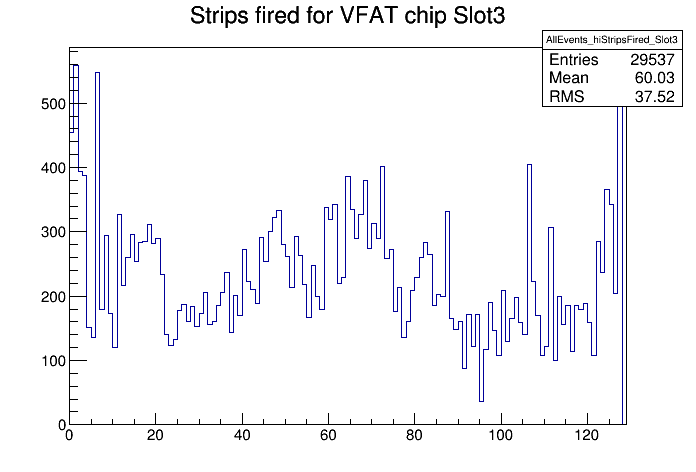 Strips fired for VFAT chip Slot3
AllEvents_hiStripsFired_Slot3
Entries 29537
Mean 60.03
RMS 37.52
500
400
300
200
100
0
0 20 40 60 80 100 120